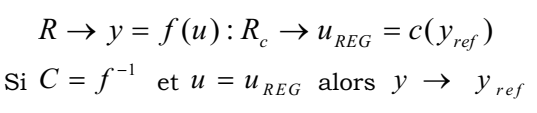 R → y = f(u) : R_c → u_REG = c(y_ref)
Si C = f⁻¹ et u = u_REG alors y → y_ref